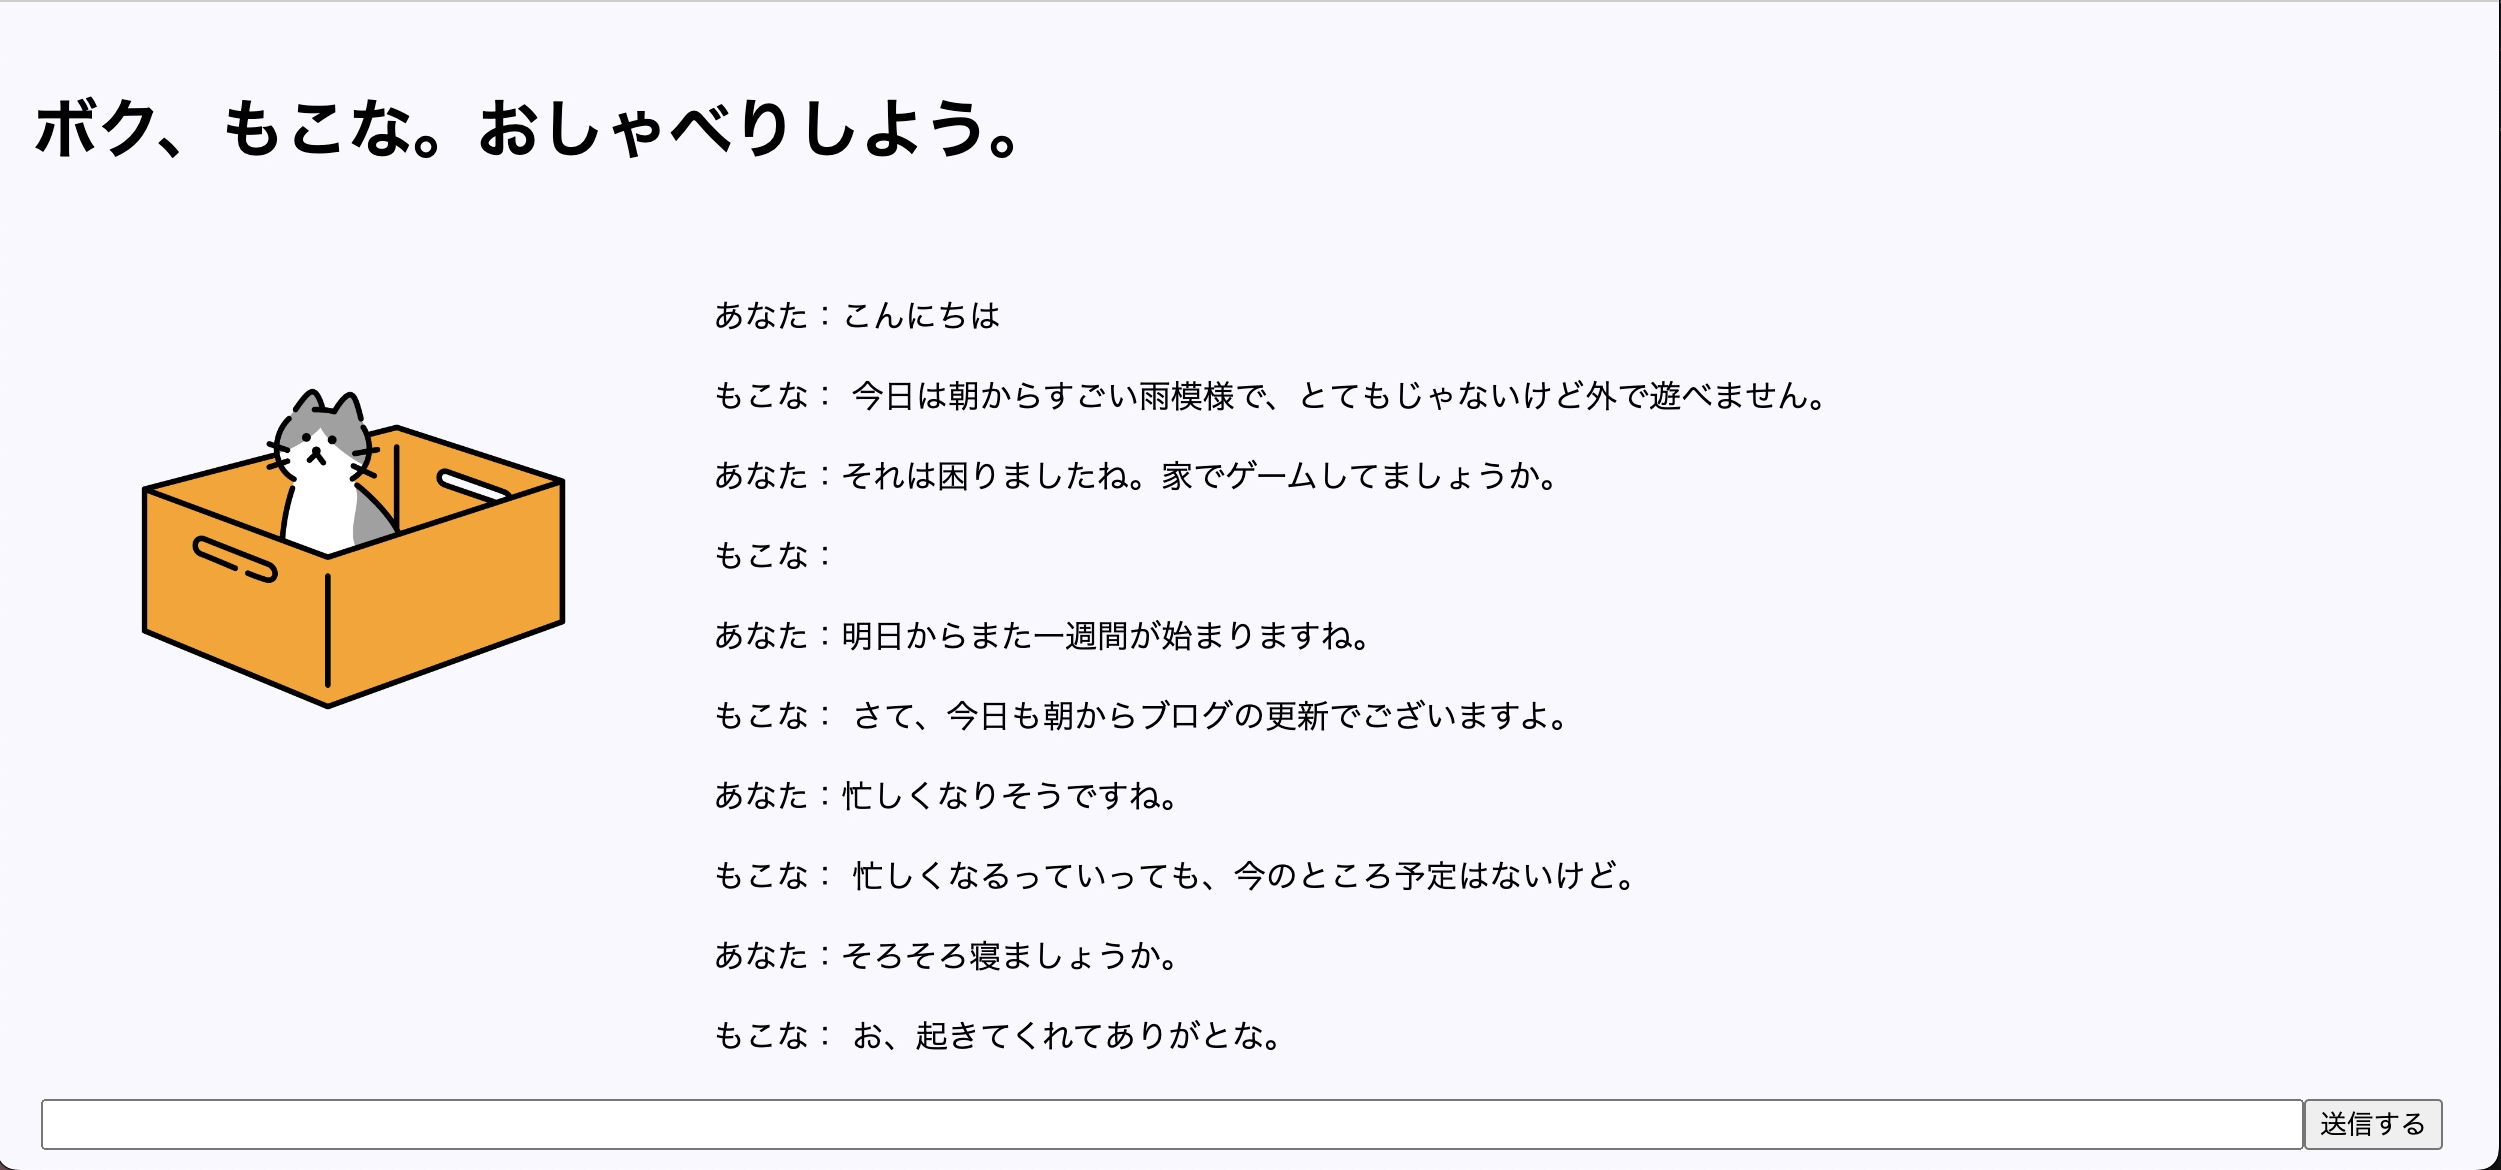 ボク、もこな。おしゃべりしよう。
あなた：こんにちは
もこな： 今日は朝からすごい雨模様で、とてもじゃないけど外で遊べません。
あなた：それは困りましたね。家でゲームしてましょうか。
もこな：
あなた：明日からまた一週間が始まりますね。
もこな： さて、今日も朝からブログの更新でございますよ。
あなた：忙しくなりそうですね。
もこな： 忙しくなるっていっても、今のところ予定はないけど。
あなた：そろそろ寝ましょうか。
もこな： お、起きてくれてありがとな。
送信する